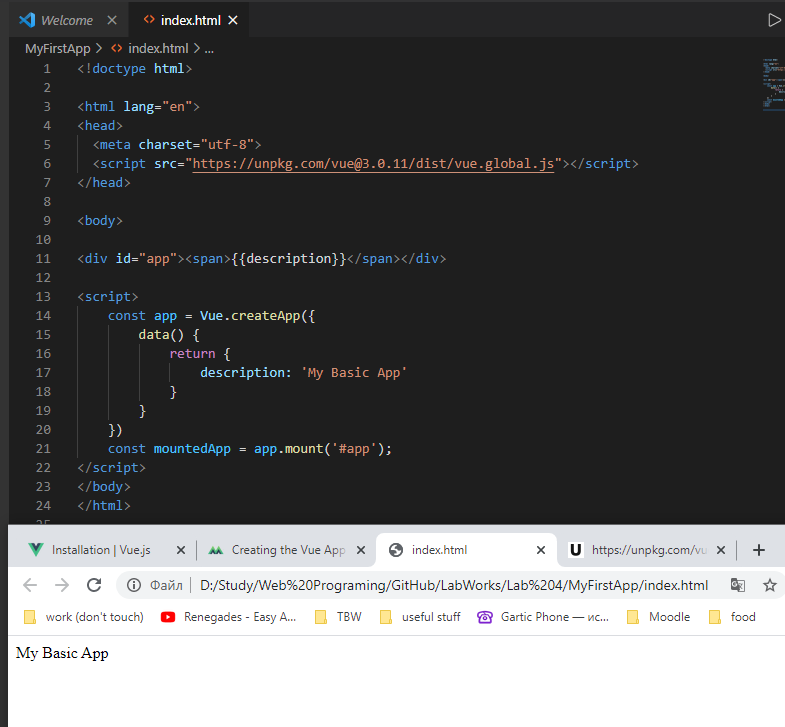 Welcome index.html
MyFirstApp > index.html > ...
1 <!doctype html>
2
3 <html lang="en">
4 <head>
5 <meta charset="utf-8">
6 <script src="https://unpkg.com/vue@3.0.11/dist/vue.global.js"></script>
7 </head>
8
9 <body>
10
11 <div id="app"><span>{{description}}</span></div>
12
13 <script>
14 const app = Vue.createApp({
15 data() {
16 return {
17 description: 'My Basic App'
18 }
19 }
20 })
21 const mountedApp = app.mount('#app');
22 </script>
23 </body>
24 </html>
25
Installation | Vue.js Creating the Vue App index.html https://unpkg.com/vu
Файл D:/Study/Web%20Programing/GitHub/LabWorks/Lab%204/MyFirstApp/index.html
work (don't touch) Renegades - Easy A... TBW useful stuff Gartic Phone — ис... Moodle food
My Basic App